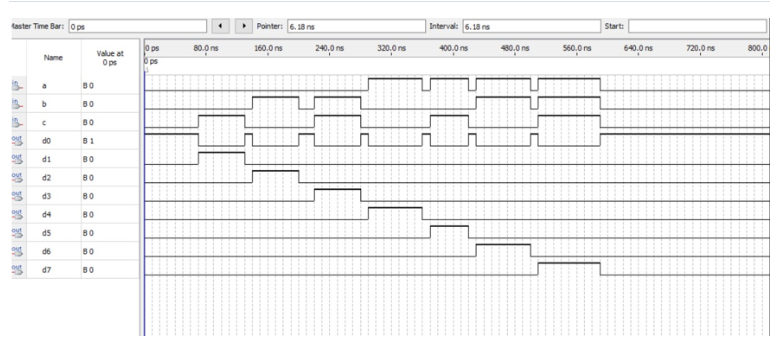 Master Time Bar: 0 ps Pointer: 6.18 ns Interval: 6.18 ns Start:
Name Value at 0 ps
0 ps 80.0 ns 160.0 ns 240.0 ns 320.0 ns 400.0 ns 480.0 ns 560.0 ns 640.0 ns 720.0 ns 800.0
0 ps
in a B 0
in b B 0
in c B 0
out d0 B 1
out d1 B 0
out d2 B 0
out d3 B 0
out d4 B 0
out d5 B 0
out d6 B 0
out d7 B 0